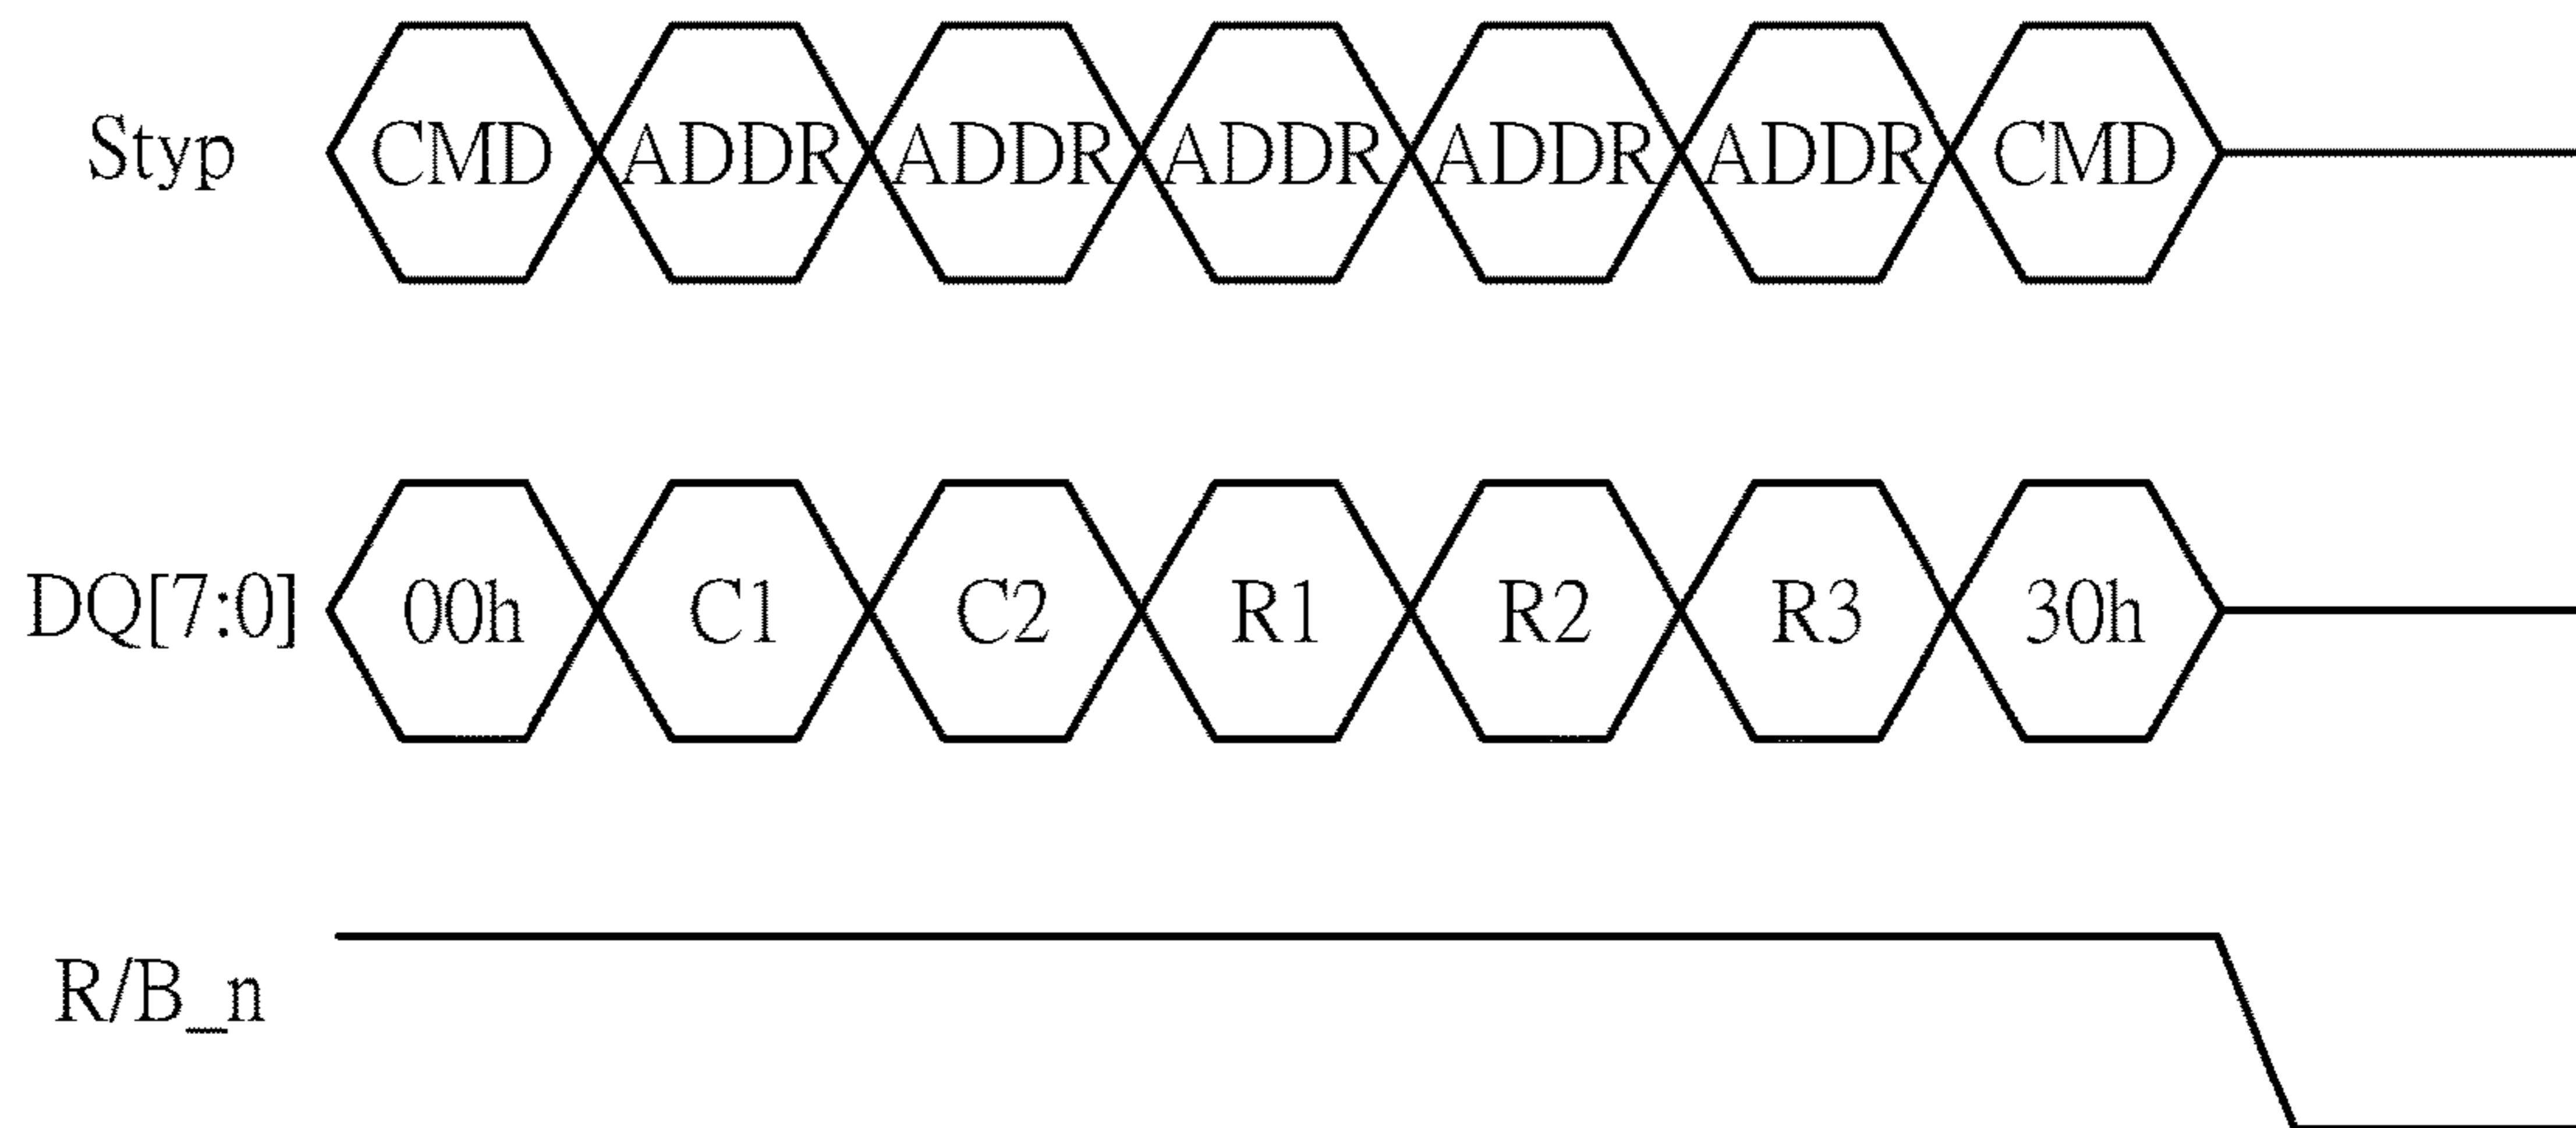 Styp CMD ADDR ADDR ADDR ADDR ADDR CMD
DQ[7:0] 00h C1 C2 R1 R2 R3 30h
R/B_n